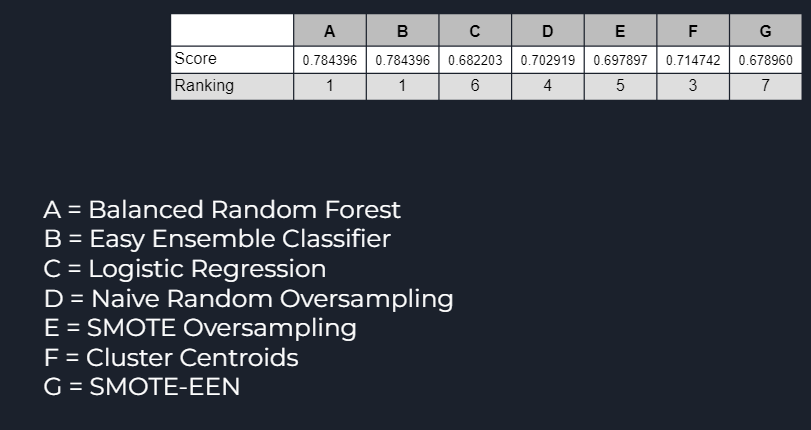 A B C D E F G
Score 0.784396 0.784396 0.682203 0.702919 0.697897 0.714742 0.678960
Ranking 1 1 6 4 5 3 7
A = Balanced Random Forest
B = Easy Ensemble Classifier
C = Logistic Regression
D = Naive Random Oversampling
E = SMOTE Oversampling
F = Cluster Centroids
G = SMOTE-EEN